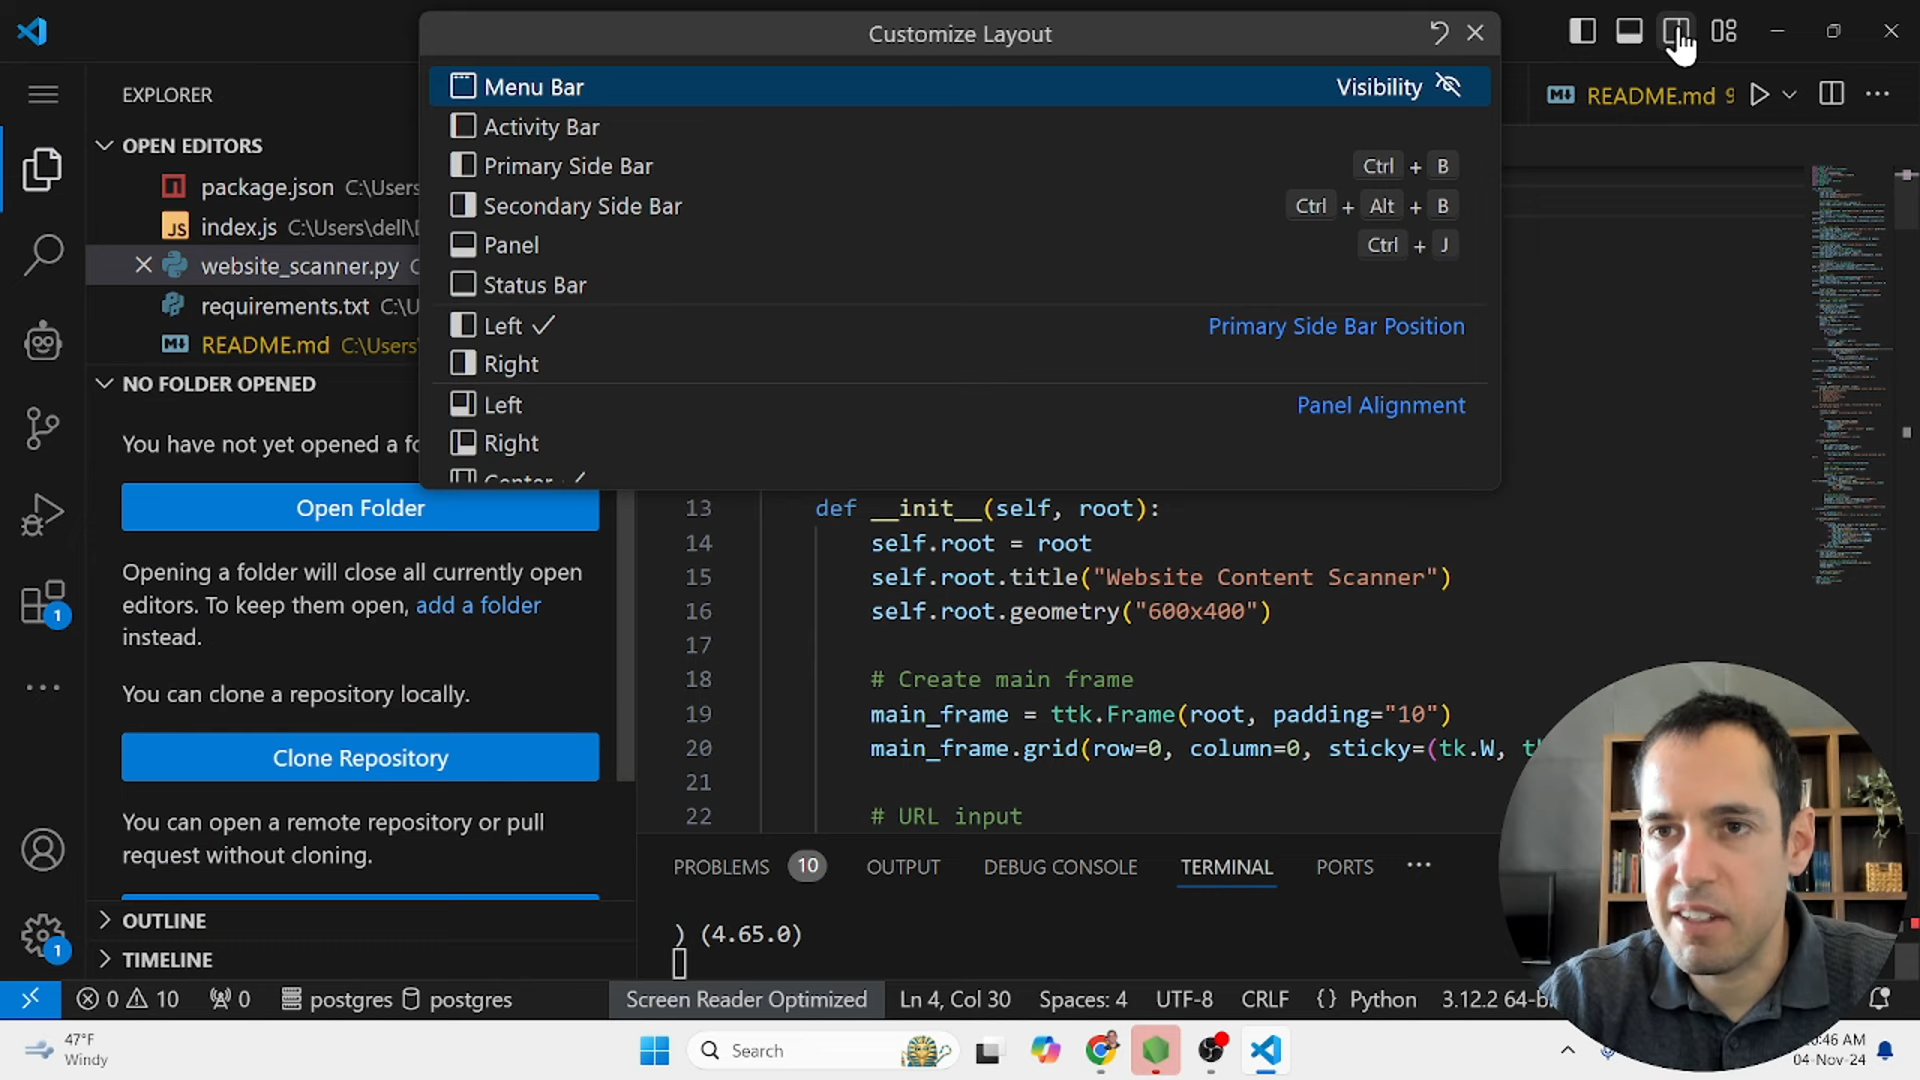 Customize Layout
Menu Bar Visibility
Activity Bar
Primary Side Bar Ctrl + B
Secondary Side Bar Ctrl + Alt + B
Panel Ctrl + J
Status Bar
Left Primary Side Bar Position
Right
Left Panel Alignment
Right
Center
README.md 9
EXPLORER
OPEN EDITORS
package.json C:\Users
index.js C:\Users\dell\
website_scanner.py
requirements.txt C:\U
README.md C:\Users
NO FOLDER OPENED
You have not yet opened a
Open Folder
Opening a folder will close all currently open
editors. To keep them open, add a folder
instead.
You can clone a repository locally.
Clone Repository
You can open a remote repository or pull
request without cloning.
OUTLINE
TIMELINE
1
1
13 def __init__(self, root):
14 self.root = root
15 self.root.title("Website Content Scanner")
16 self.root.geometry("600x400")
17
18 # Create main frame
19 main_frame = ttk.Frame(root, padding="10")
20 main_frame.grid(row=0, column=0, sticky=(tk.W,
21
22 # URL input
PROBLEMS 10 OUTPUT DEBUG CONSOLE TERMINAL PORTS ...
) (4.65.0)
0 10 0 postgres postgres Screen Reader Optimized Ln 4, Col 30 Spaces: 4 UTF-8 CRLF {} Python 3.12.2 64-b
47°F
Windy
Search
:46 AM
04-Nov-24